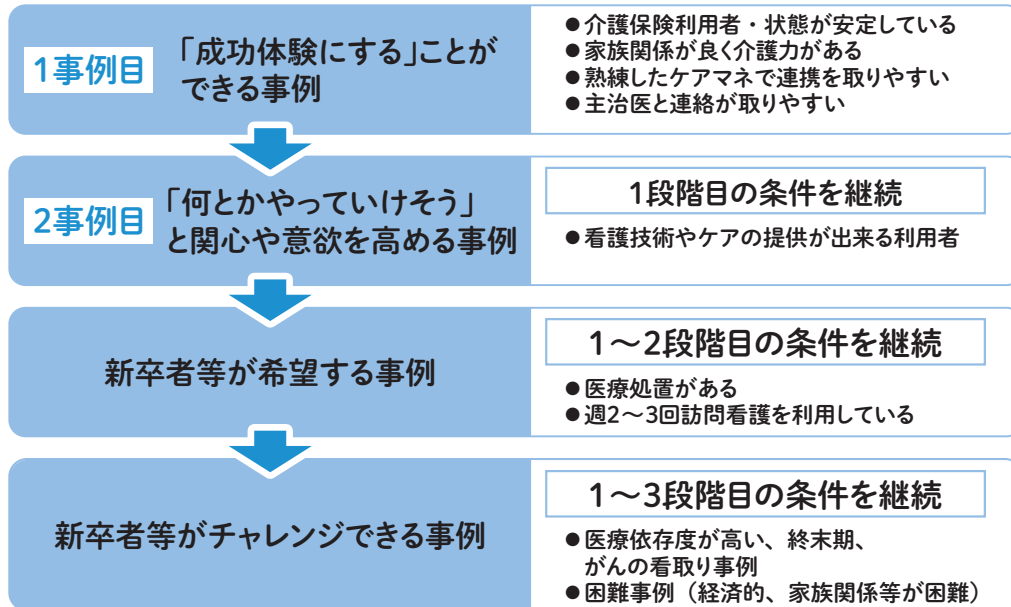 1事例目
「成功体験にする」ことが
できる事例
●介護保険利用者・状態が安定している
●家族関係が良く介護力がある
●熟練したケアマネで連携を取りやすい
●主治医と連絡が取りやすい
2事例目
「何とかやっていけそう」
と関心や意欲を高める事例
1段階目の条件を継続
●看護技術やケアの提供が出来る利用者
新卒者等が希望する事例
1～2段階目の条件を継続
●医療処置がある
●週2～3回訪問看護を利用している
新卒者等がチャレンジできる事例
1～3段階目の条件を継続
●医療依存度が高い、終末期、
がんの看取り事例
●困難事例（経済的、家族関係等が困難）